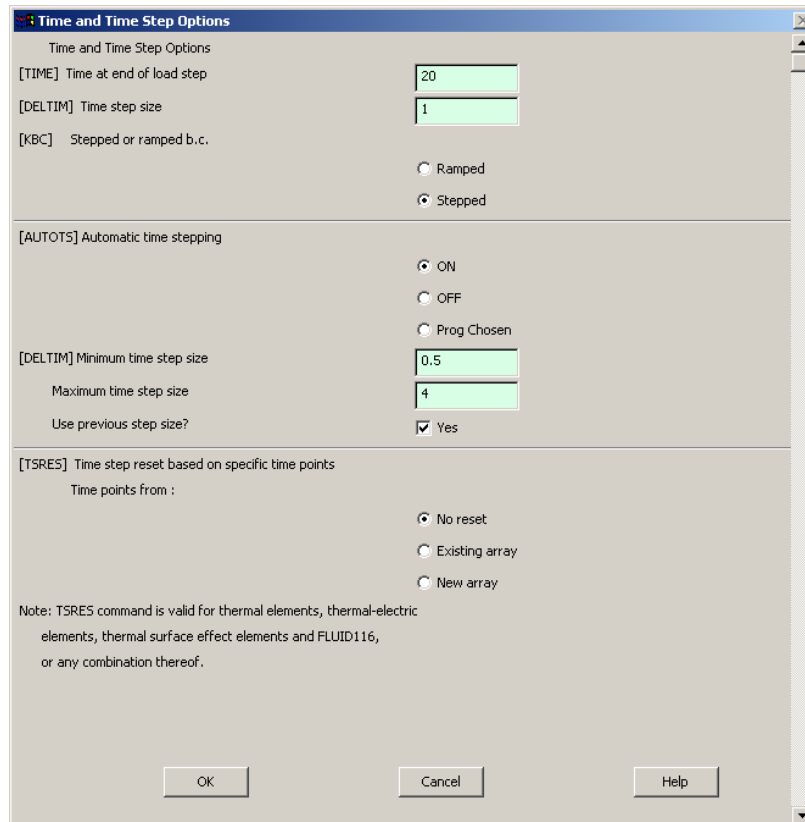 Time and Time Step Options
Time and Time Step Options
[TIME] Time at end of load step 20
[DELTIM] Time step size 1
[KBC] Stepped or ramped b.c.
Ramped
Stepped
[AUTOTS] Automatic time stepping
ON
OFF
Prog Chosen
[DELTIM] Minimum time step size 0.5
Maximum time step size 4
Use previous step size? Yes
[TSRES] Time step reset based on specific time points
Time points from :
No reset
Existing array
New array
Note: TSRES command is valid for thermal elements, thermal-electric
elements, thermal surface effect elements and FLUID116,
or any combination thereof.
OK Cancel Help